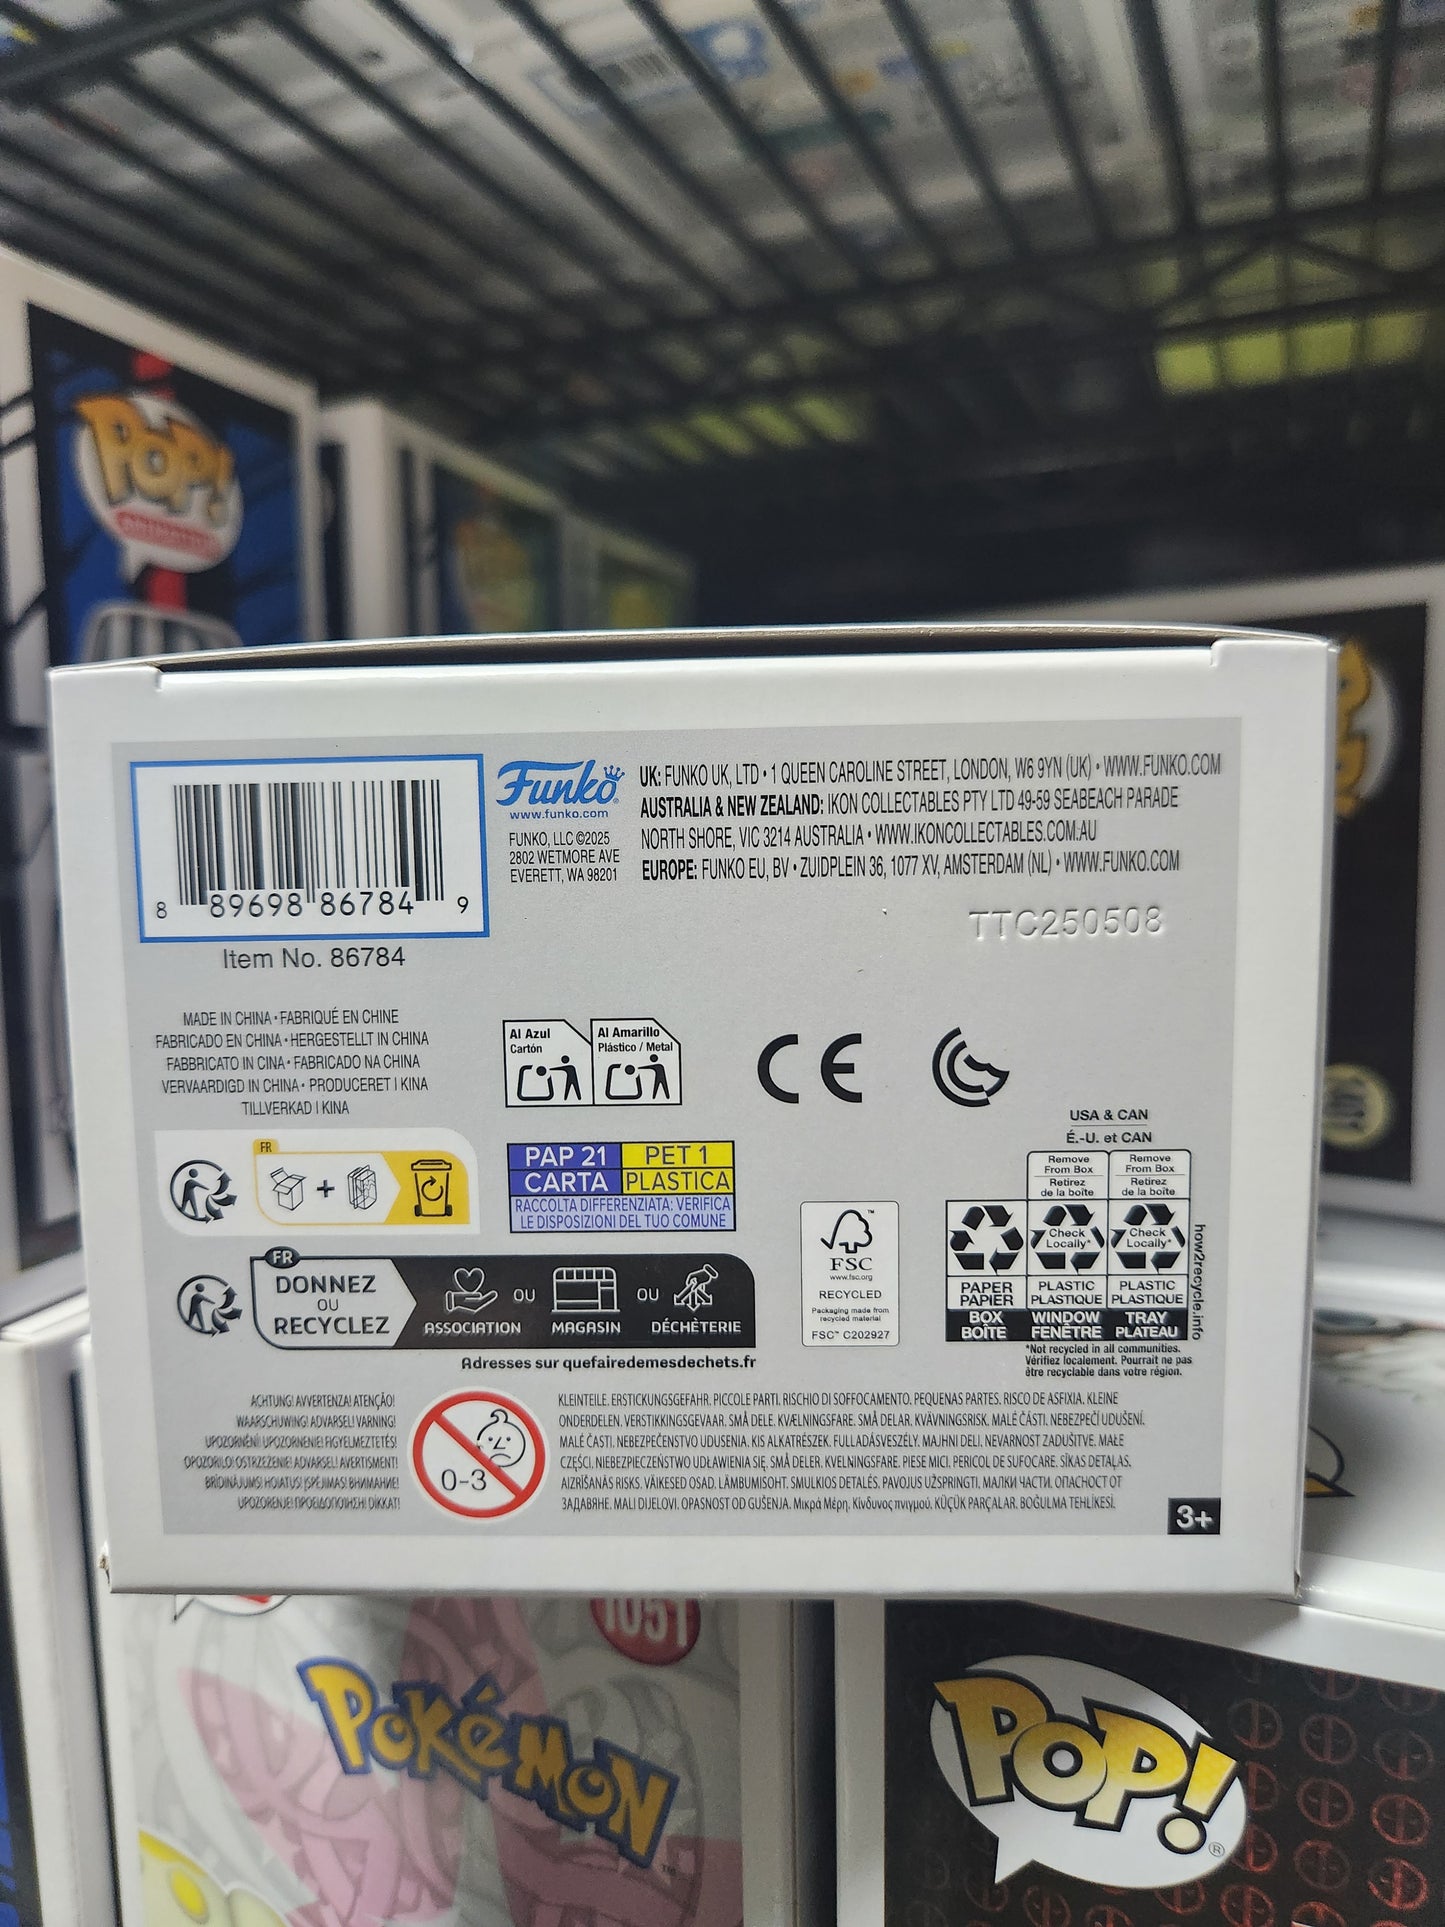 POP!
8 89698 86784 9
Item No. 86784
Funko
www.funko.com
FUNKO, LLC ©2025
2802 WETMORE AVE
EVERETT, WA 98201
UK: FUNKO UK, LTD • 1 QUEEN CAROLINE STREET, LONDON, W6 9YN (UK) • WWW.FUNKO.COM
AUSTRALIA & NEW ZEALAND: IKON COLLECTABLES PTY LTD 49-59 SEABEACH PARADE
NORTH SHORE, VIC 3214 AUSTRALIA • WWW.IKONCOLLECTABLES.COM.AU
EUROPE: FUNKO EU, BV • ZUIDPLEIN 36, 1077 XV, AMSTERDAM (NL) • WWW.FUNKO.COM
TTC250508
MADE IN CHINA • FABRIQUÉ EN CHINE
FABRICADO EN CHINA • HERGESTELLT IN CHINA
FABBRICATO IN CINA • FABRICADO NA CHINA
VERVAARDIGD IN CHINA • PRODUCERET I KINA
TILLVERKAD I KINA
Al Azul
Cartón
Al Amarillo
Plástico / Metal
CE
FR
+
PAP 21
CARTA
PET 1
PLASTICA
RACCOLTA DIFFERENZIATA: VERIFICA
LE DISPOSIZIONI DEL TUO COMUNE
FR
DONNEZ
OU
RECYCLEZ
ASSOCIATION
OU
MAGASIN
OU
DÉCHÈTERIE
Adresses sur quefairedemesdechets.fr
FSC
www.fsc.org
RECYCLED
Packaging made from
recycled material
FSC™ C202927
USA & CAN
É.-U. et CAN
Remove
From Box
Retirez
de la boîte
Remove
From Box
Retirez
de la boîte
Check
Locally*
Check
Locally*
PAPER
PAPIER
BOX
BOÎTE
PLASTIC
PLASTIQUE
WINDOW
FENÊTRE
PLASTIC
PLASTIQUE
TRAY
PLATEAU
how2recycle.info
*Not recycled in all communities.
Vérifiez localement. Pourrait ne pas
être recyclable dans votre région.
ACHTUNG! AVVERTENZA! ATENÇÃO!
WAARSCHUWING! ADVARSEL! VARNING!
UPOZORNĚNÍ! UPOZORNENIE! FIGYELMEZTETÉS!
OPOZORILO! OSTRZEŻENIE! ADVARSEL! AVERTISMENT!
BRĪDINĀJUMS! HOIATUS! ĮSPĖJIMAS! ВНИМАНИЕ!
UPOZORENJE! ΠΡΟΕΙΔΟΠΟΙΗΣΗ! DİKKAT!
0-3
KLEINTEILE. ERSTICKUNGSGEFAHR. PICCOLE PARTI. RISCHIO DI SOFFOCAMENTO. PEQUENAS PARTES. RISCO DE ASFIXIA. KLEINE
ONDERDELEN. VERSTIKKINGSGEVAAR. SMÅ DELE. KVÆLNINGSFARE. SMÅ DELAR. KVÄVNINGSRISK. MALÉ ČÁSTI. NEBEZPEČÍ UDUŠENÍ.
MALÉ ČASTI. NEBEZPEČENSTVO UDUSENIA. KIS ALKATRÉSZEK. FULLADÁSVESZÉLY. MAJHNI DELI. NEVARNOST ZADUŠITVE. MAŁE
CZĘŚCI. NIEBEZPIECZEŃSTWO UDŁAWIENIA SIĘ. SMÅ DELER. KVELNINGSFARE. PIESE MICI. PERICOL DE SUFOCARE. SĪKAS DETAĻAS.
AIZRĪŠANĀS RISKS. VÄIKESED OSAD. LÄMBUMISOHT. SMULKIOS DETALĖS. PAVOJUS UŽSPRINGTI. МАЛКИ ЧАСТИ. ОПАСНОСТ ОТ
ЗАДАВЯНЕ. MALI DIJELOVI. OPASNOST OD GUŠENJA. Μικρά Μέρη. Κίνδυνος πνιγμού. KÜÇÜK PARÇALAR. BOĞULMA TEHLİKESİ.
3+
1051
POKÉMON
™
POP!
®